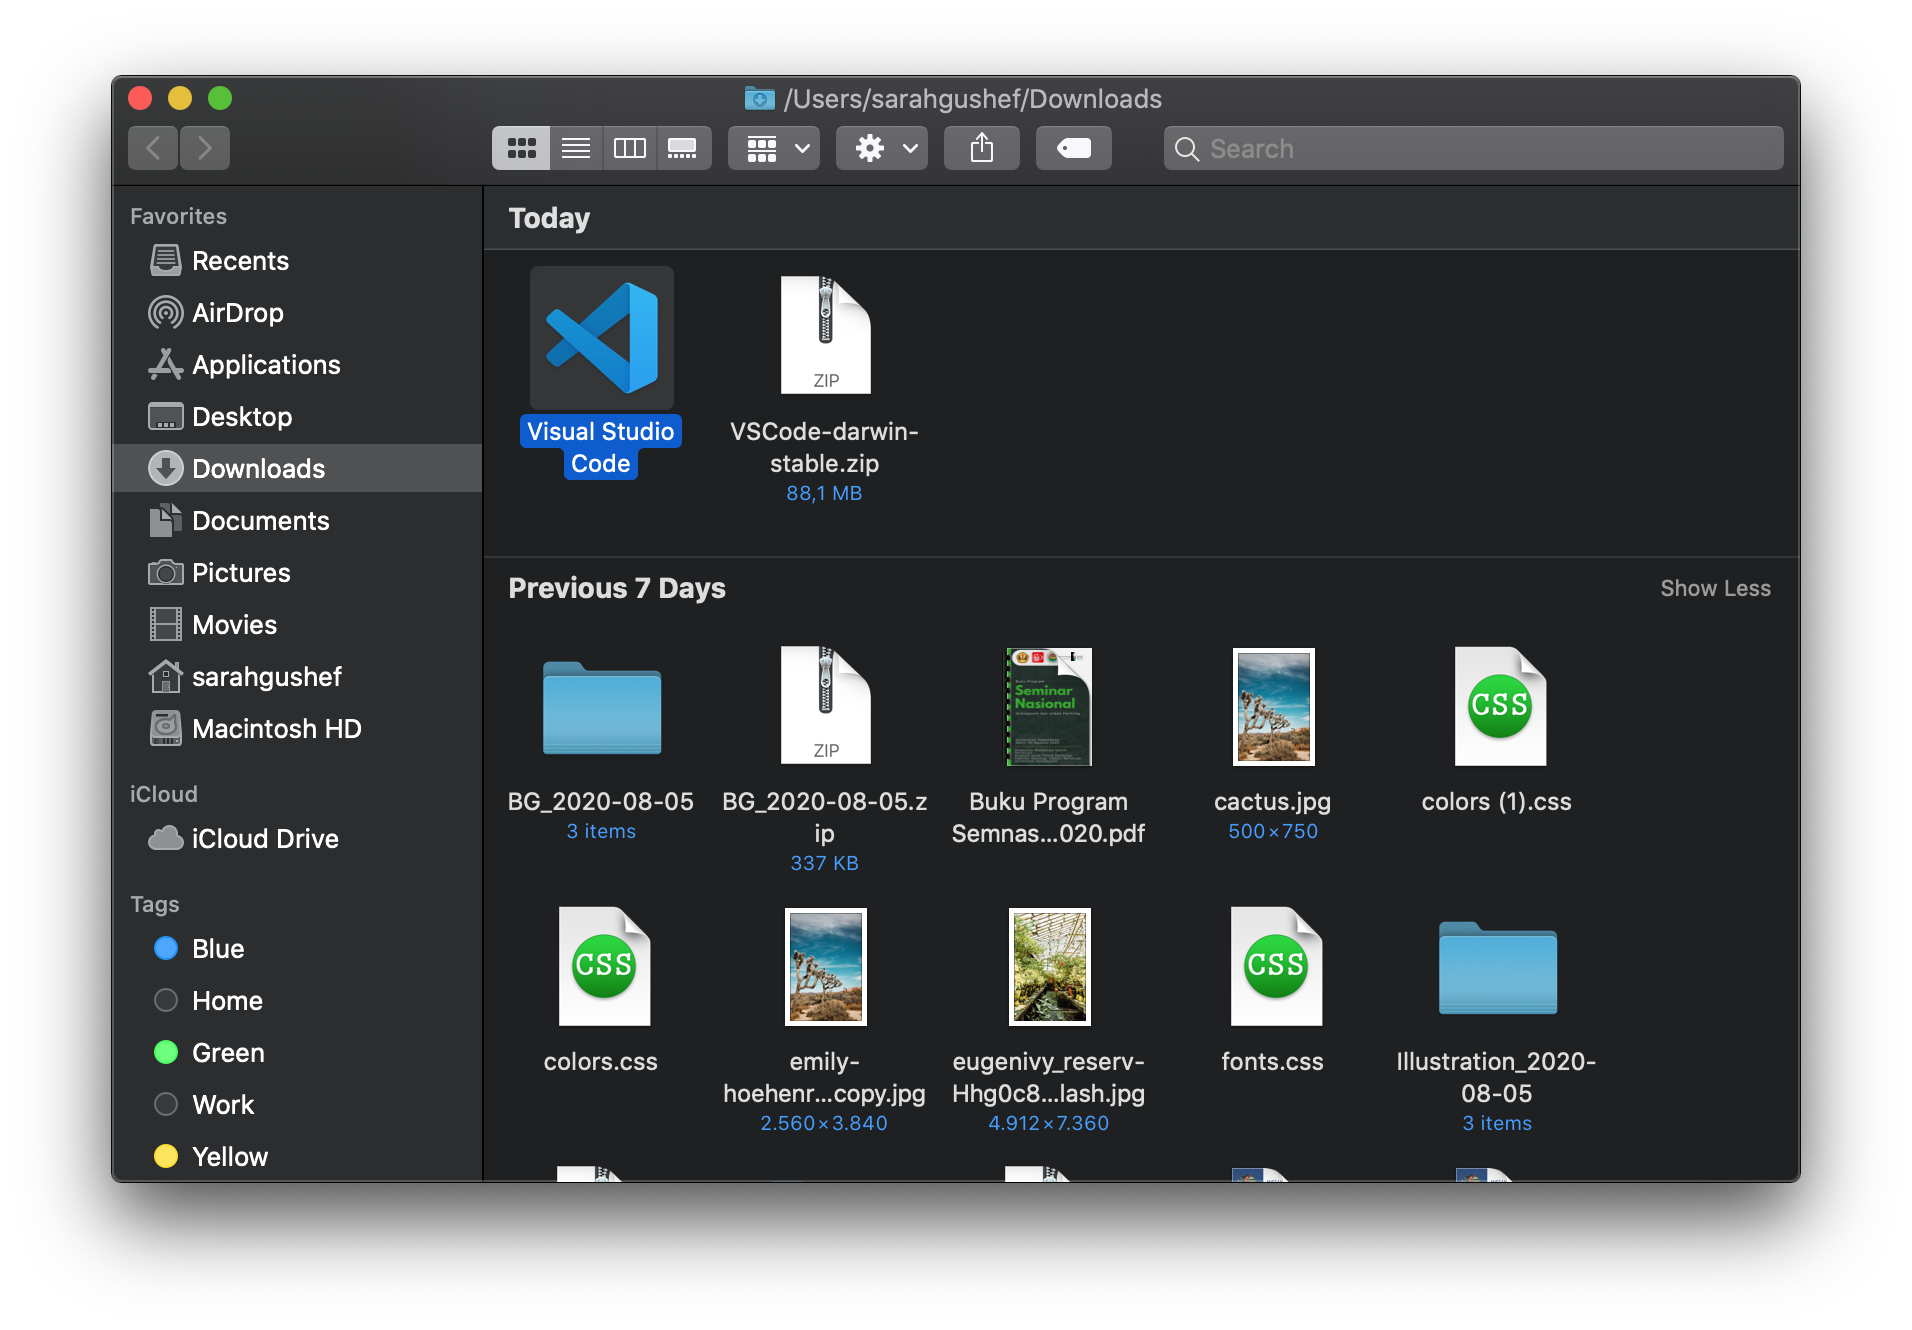 /Users/sarahgushef/Downloads
Search
Favorites
Recents
AirDrop
Applications
Desktop
Downloads
Documents
Pictures
Movies
sarahgushef
Macintosh HD
iCloud
iCloud Drive
Tags
Blue
Home
Green
Work
Yellow
Today
Visual Studio
Code
ZIP
VSCode-darwin-
stable.zip
88,1 MB
Previous 7 Days
Show Less
BG_2020-08-05
3 items
ZIP
BG_2020-08-05.z
ip
337 KB
Seminar
Nasional
Buku Program
Semnas...020.pdf
cactus.jpg
500×750
CSS
colors (1).css
CSS
colors.css
emily-
hoehenr...copy.jpg
2.560×3.840
eugenivy_reserv-
Hhg0c8...lash.jpg
4.912×7.360
CSS
fonts.css
Illustration_2020-
08-05
3 items